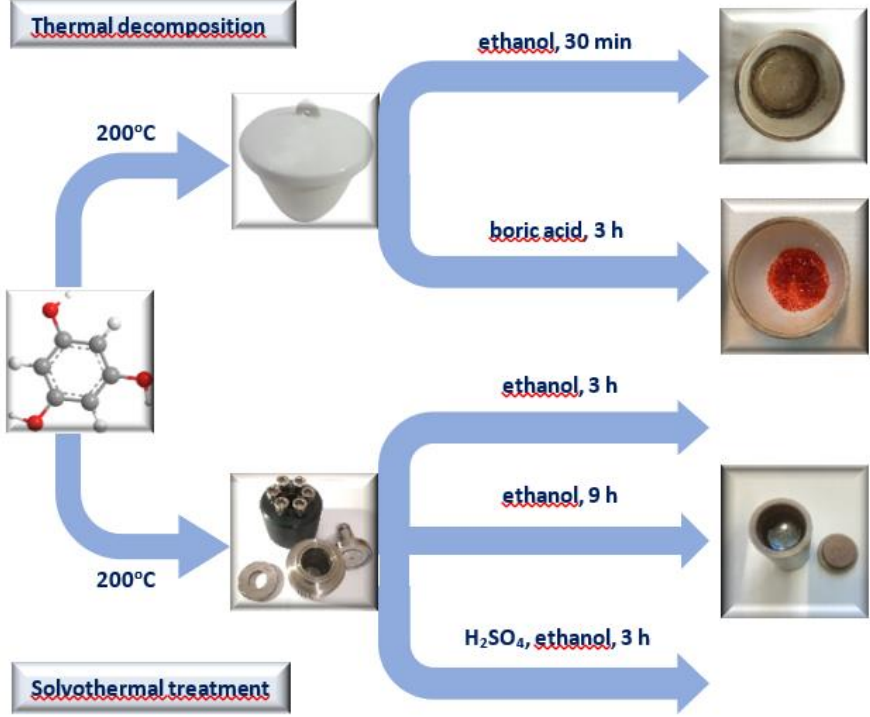 Thermal decomposition
ethanol, 30 min
200°C
boric acid, 3 h
ethanol, 3 h
ethanol, 9 h
200°C
H₂SO₄, ethanol, 3 h
Solvothermal treatment